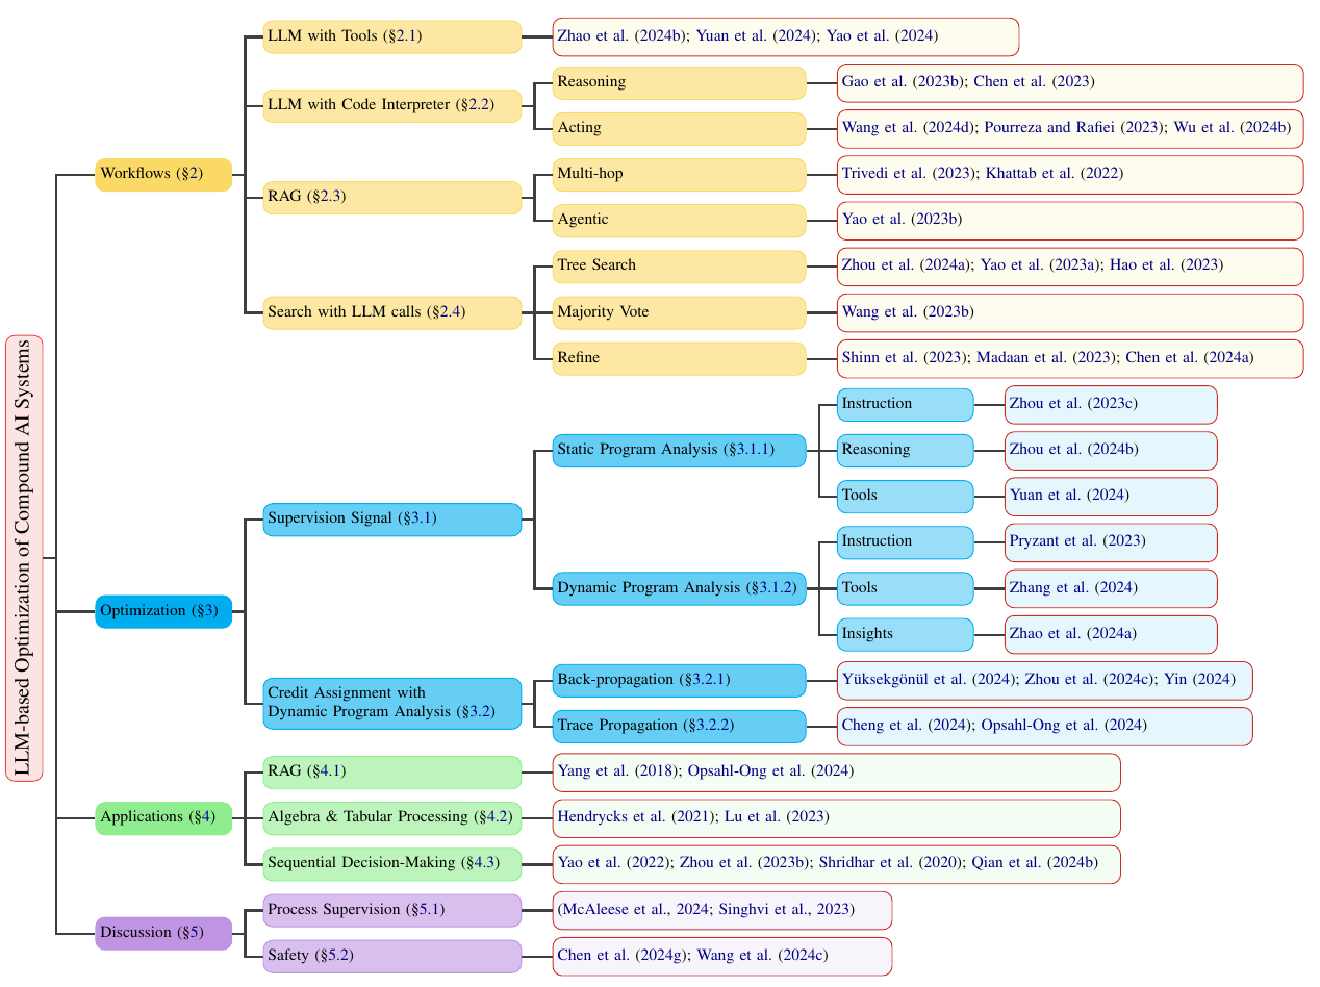 LLM-based Optimization of Compound AI Systems
Workflows (§2)
LLM with Tools (§2.1)
Zhao et al. (2024b); Yuan et al. (2024); Yao et al. (2024)
LLM with Code Interpreter (§2.2)
Reasoning
Gao et al. (2023b); Chen et al. (2023)
Acting
Wang et al. (2024d); Pourreza and Rafiei (2023); Wu et al. (2024b)
RAG (§2.3)
Multi-hop
Trivedi et al. (2023); Khattab et al. (2022)
Agentic
Yao et al. (2023b)
Search with LLM calls (§2.4)
Tree Search
Zhou et al. (2024a); Yao et al. (2023a); Hao et al. (2023)
Majority Vote
Wang et al. (2023b)
Refine
Shinn et al. (2023); Madaan et al. (2023); Chen et al. (2024a)
Optimization (§3)
Supervision Signal (§3.1)
Static Program Analysis (§3.1.1)
Instruction
Zhou et al. (2023c)
Reasoning
Zhou et al. (2024b)
Tools
Yuan et al. (2024)
Dynamic Program Analysis (§3.1.2)
Instruction
Pryzant et al. (2023)
Tools
Zhang et al. (2024)
Insights
Zhao et al. (2024a)
Credit Assignment with
Dynamic Program Analysis (§3.2)
Back-propagation (§3.2.1)
Yüksekgönül et al. (2024); Zhou et al. (2024c); Yin (2024)
Trace Propagation (§3.2.2)
Cheng et al. (2024); Opsahl-Ong et al. (2024)
Applications (§4)
RAG (§4.1)
Yang et al. (2018); Opsahl-Ong et al. (2024)
Algebra & Tabular Processing (§4.2)
Hendrycks et al. (2021); Lu et al. (2023)
Sequential Decision-Making (§4.3)
Yao et al. (2022); Zhou et al. (2023b); Shridhar et al. (2020); Qian et al. (2024b)
Discussion (§5)
Process Supervision (§5.1)
(McAleese et al., 2024; Singhvi et al., 2023)
Safety (§5.2)
Chen et al. (2024g); Wang et al. (2024c)